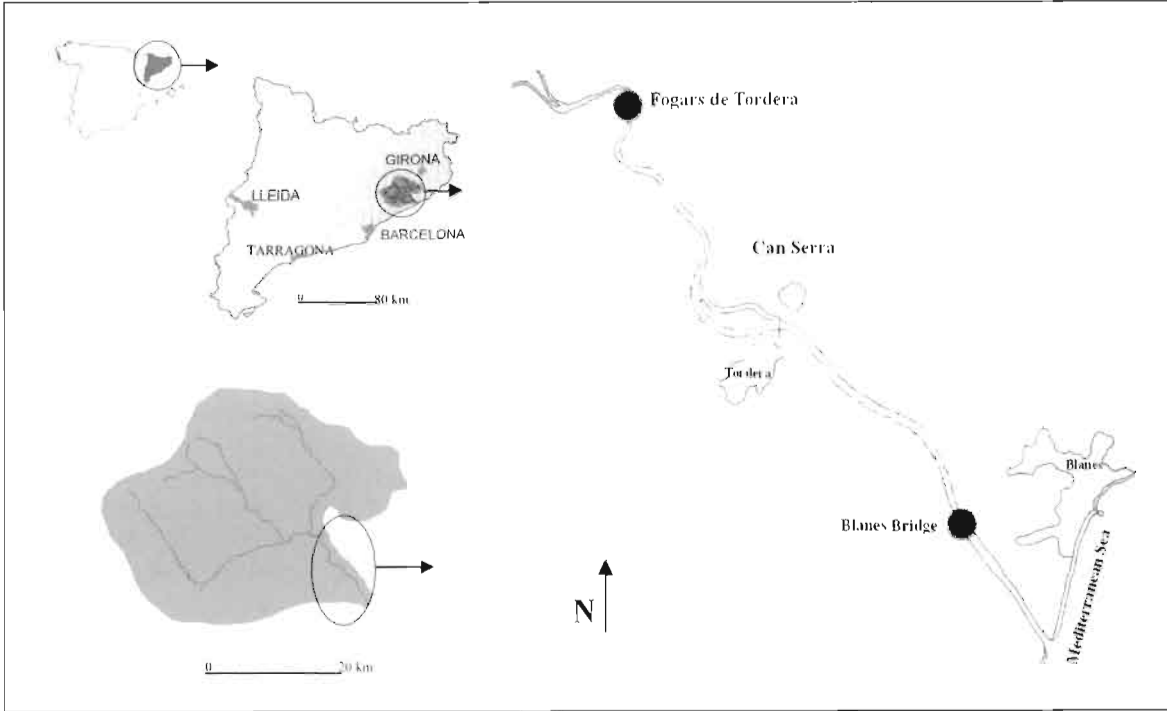 GIRONA
LLEIDA
BARCELONA
TARRAGONA
0 80 km
0 20 km
Fogars de Tordera
Can Serra
Tordera
Blanes
Blanes Bridge
Mediterranean Sea
N